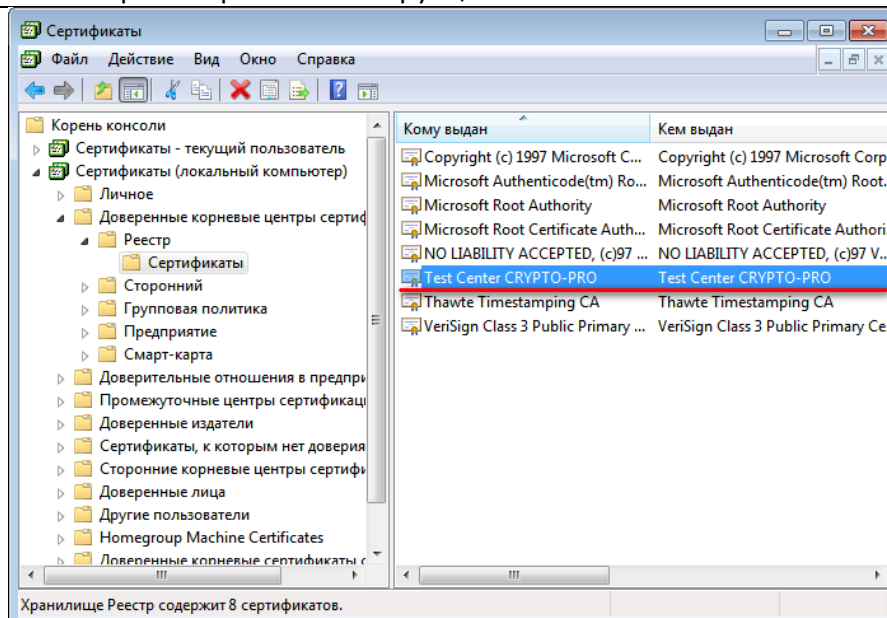 Сертификаты
Файл Действие Вид Окно Справка
Корень консоли
Сертификаты - текущий пользователь
Сертификаты (локальный компьютер)
Личное
Доверенные корневые центры сертиф
Реестр
Сертификаты
Сторонний
Групповая политика
Предприятие
Смарт-карта
Доверительные отношения в предпри
Промежуточные центры сертификац
Доверенные издатели
Сертификаты, к которым нет доверия
Сторонние корневые центры сертифи
Доверенные лица
Другие пользователи
Homegroup Machine Certificates
Доверенные корневые сертификаты с
Кому выдан Кем выдан
Copyright (c) 1997 Microsoft C... Copyright (c) 1997 Microsoft Corp
Microsoft Authenticode(tm) Ro... Microsoft Authenticode(tm) Root.
Microsoft Root Authority Microsoft Root Authority
Microsoft Root Certificate Auth... Microsoft Root Certificate Authori
NO LIABILITY ACCEPTED, (c)97 ... NO LIABILITY ACCEPTED, (c)97 V...
Test Center CRYPTO-PRO Test Center CRYPTO-PRO
Thawte Timestamping CA Thawte Timestamping CA
VeriSign Class 3 Public Primary ... VeriSign Class 3 Public Primary Ce
Хранилище Реестр содержит 8 сертификатов.